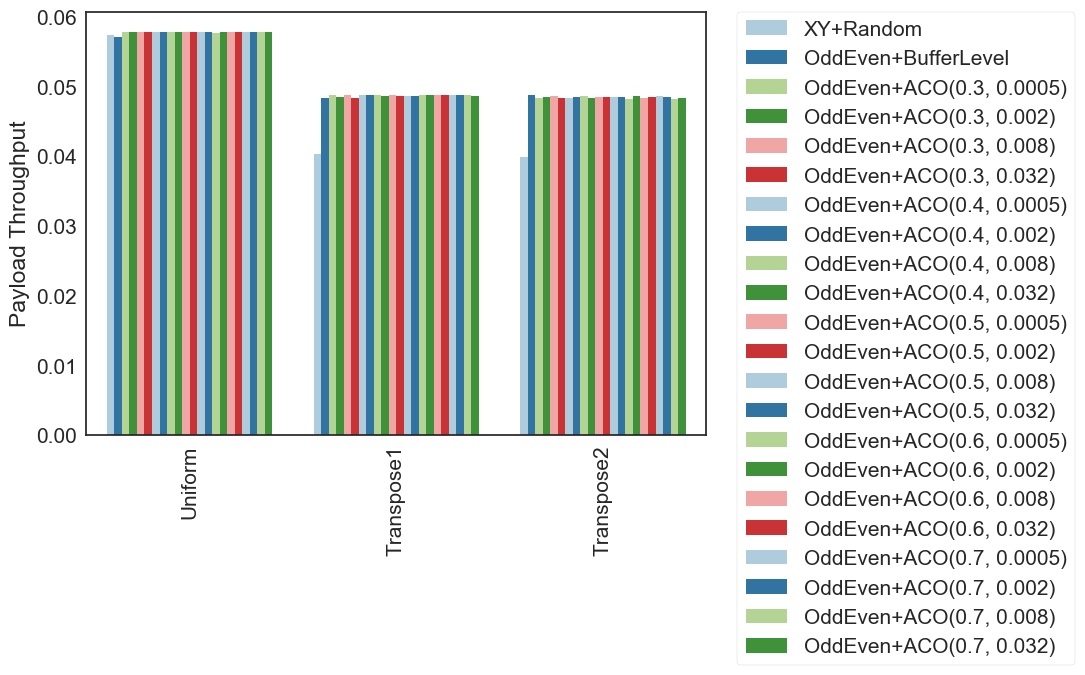 Payload Throughput
0.06
0.05
0.04
0.03
0.02
0.01
0.00
Uniform
Transpose1
Transpose2
XY+Random
OddEven+BufferLevel
OddEven+ACO(0.3, 0.0005)
OddEven+ACO(0.3, 0.002)
OddEven+ACO(0.3, 0.008)
OddEven+ACO(0.3, 0.032)
OddEven+ACO(0.4, 0.0005)
OddEven+ACO(0.4, 0.002)
OddEven+ACO(0.4, 0.008)
OddEven+ACO(0.4, 0.032)
OddEven+ACO(0.5, 0.0005)
OddEven+ACO(0.5, 0.002)
OddEven+ACO(0.5, 0.008)
OddEven+ACO(0.5, 0.032)
OddEven+ACO(0.6, 0.0005)
OddEven+ACO(0.6, 0.002)
OddEven+ACO(0.6, 0.008)
OddEven+ACO(0.6, 0.032)
OddEven+ACO(0.7, 0.0005)
OddEven+ACO(0.7, 0.002)
OddEven+ACO(0.7, 0.008)
OddEven+ACO(0.7, 0.032)